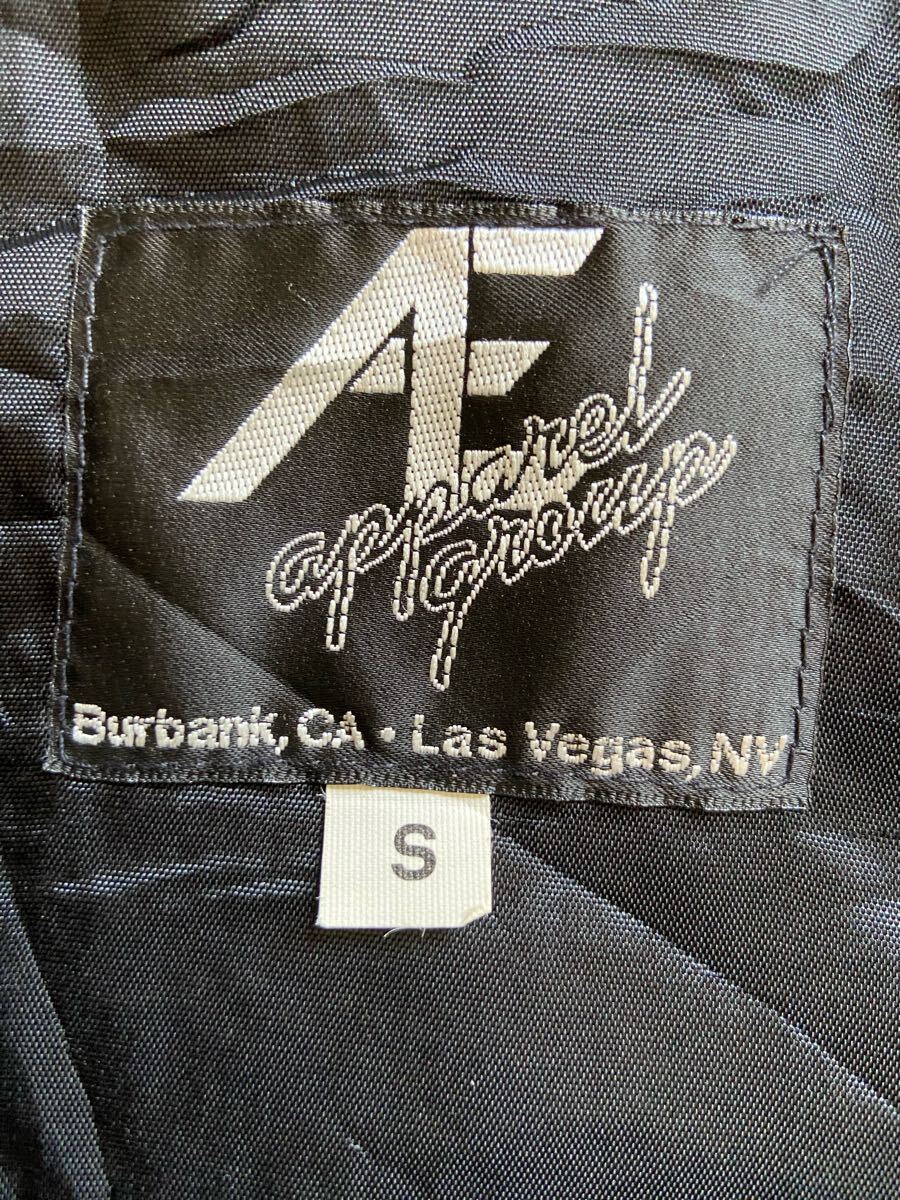 AE
apparel
group
Burbank, CA • Las Vegas, NV
S